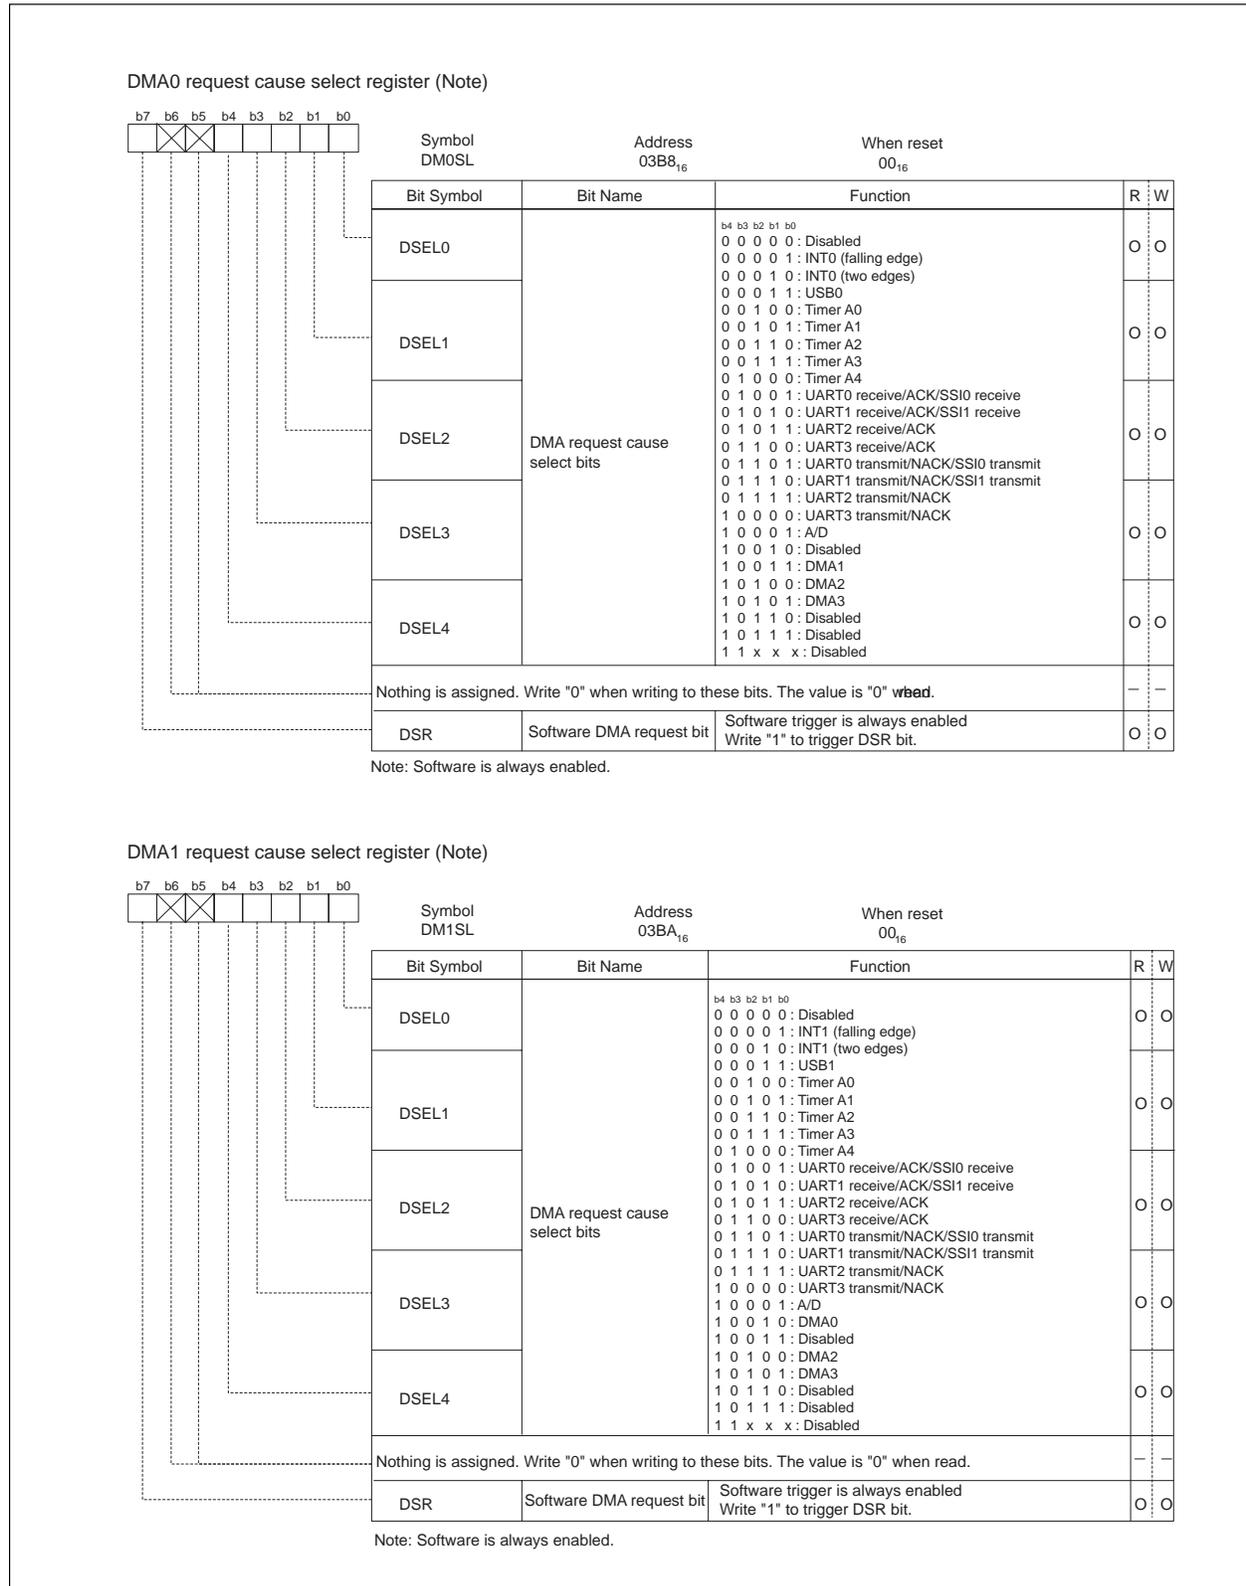 DMA0 request cause select register (Note)
b7 b6 b5 b4 b3 b2 b1 b0
Symbol Address When reset
DM0SL 03B8₁₆ 00₁₆
Bit Symbol Bit Name Function R W
b4 b3 b2 b1 b0
0 0 0 0 0 : Disabled
DSEL0 O O
0 0 0 0 1 : INT0 (falling edge)
0 0 0 1 0 : INT0 (two edges)
0 0 0 1 1 : USB0
0 0 1 0 0 : Timer A0
0 0 1 0 1 : Timer A1
DSEL1 O O
0 0 1 1 0 : Timer A2
0 0 1 1 1 : Timer A3
0 1 0 0 0 : Timer A4
0 1 0 0 1 : UART0 receive/ACK/SSI0 receive
0 1 0 1 0 : UART1 receive/ACK/SSI1 receive
0 1 0 1 1 : UART2 receive/ACK
DSEL2 DMA request cause O O
select bits
0 1 1 0 0 : UART3 receive/ACK
0 1 1 0 1 : UART0 transmit/NACK/SSI0 transmit
0 1 1 1 0 : UART1 transmit/NACK/SSI1 transmit
0 1 1 1 1 : UART2 transmit/NACK
1 0 0 0 0 : UART3 transmit/NACK
DSEL3 1 0 0 0 1 : A/D O O
1 0 0 1 0 : Disabled
1 0 0 1 1 : DMA1
1 0 1 0 0 : DMA2
1 0 1 0 1 : DMA3
1 0 1 1 0 : Disabled
DSEL4 O O
1 0 1 1 1 : Disabled
1 1 x x x : Disabled
Nothing is assigned. Write "0" when writing to these bits. The value is "0" when read. – –
Software trigger is always enabled
DSR Software DMA request bit O O
Write "1" to trigger DSR bit.
Note: Software is always enabled.
DMA1 request cause select register (Note)
b7 b6 b5 b4 b3 b2 b1 b0
Symbol Address When reset
DM1SL 03BA₁₆ 00₁₆
Bit Symbol Bit Name Function R W
b4 b3 b2 b1 b0
DSEL0 0 0 0 0 0 : Disabled O O
0 0 0 0 1 : INT1 (falling edge)
0 0 0 1 0 : INT1 (two edges)
0 0 0 1 1 : USB1
0 0 1 0 0 : Timer A0
0 0 1 0 1 : Timer A1
DSEL1 O O
0 0 1 1 0 : Timer A2
0 0 1 1 1 : Timer A3
0 1 0 0 0 : Timer A4
0 1 0 0 1 : UART0 receive/ACK/SSI0 receive
0 1 0 1 0 : UART1 receive/ACK/SSI1 receive
0 1 0 1 1 : UART2 receive/ACK
DSEL2 DMA request cause O O
select bits
0 1 1 0 0 : UART3 receive/ACK
0 1 1 0 1 : UART0 transmit/NACK/SSI0 transmit
0 1 1 1 0 : UART1 transmit/NACK/SSI1 transmit
0 1 1 1 1 : UART2 transmit/NACK
1 0 0 0 0 : UART3 transmit/NACK
DSEL3 1 0 0 0 1 : A/D O O
1 0 0 1 0 : DMA0
1 0 0 1 1 : Disabled
1 0 1 0 0 : DMA2
1 0 1 0 1 : DMA3
DSEL4 1 0 1 1 0 : Disabled O O
1 0 1 1 1 : Disabled
1 1 x x x : Disabled
Nothing is assigned. Write "0" when writing to these bits. The value is "0" when read. – –
Software trigger is always enabled
DSR Software DMA request bit O O
Write "1" to trigger DSR bit.
Note: Software is always enabled.